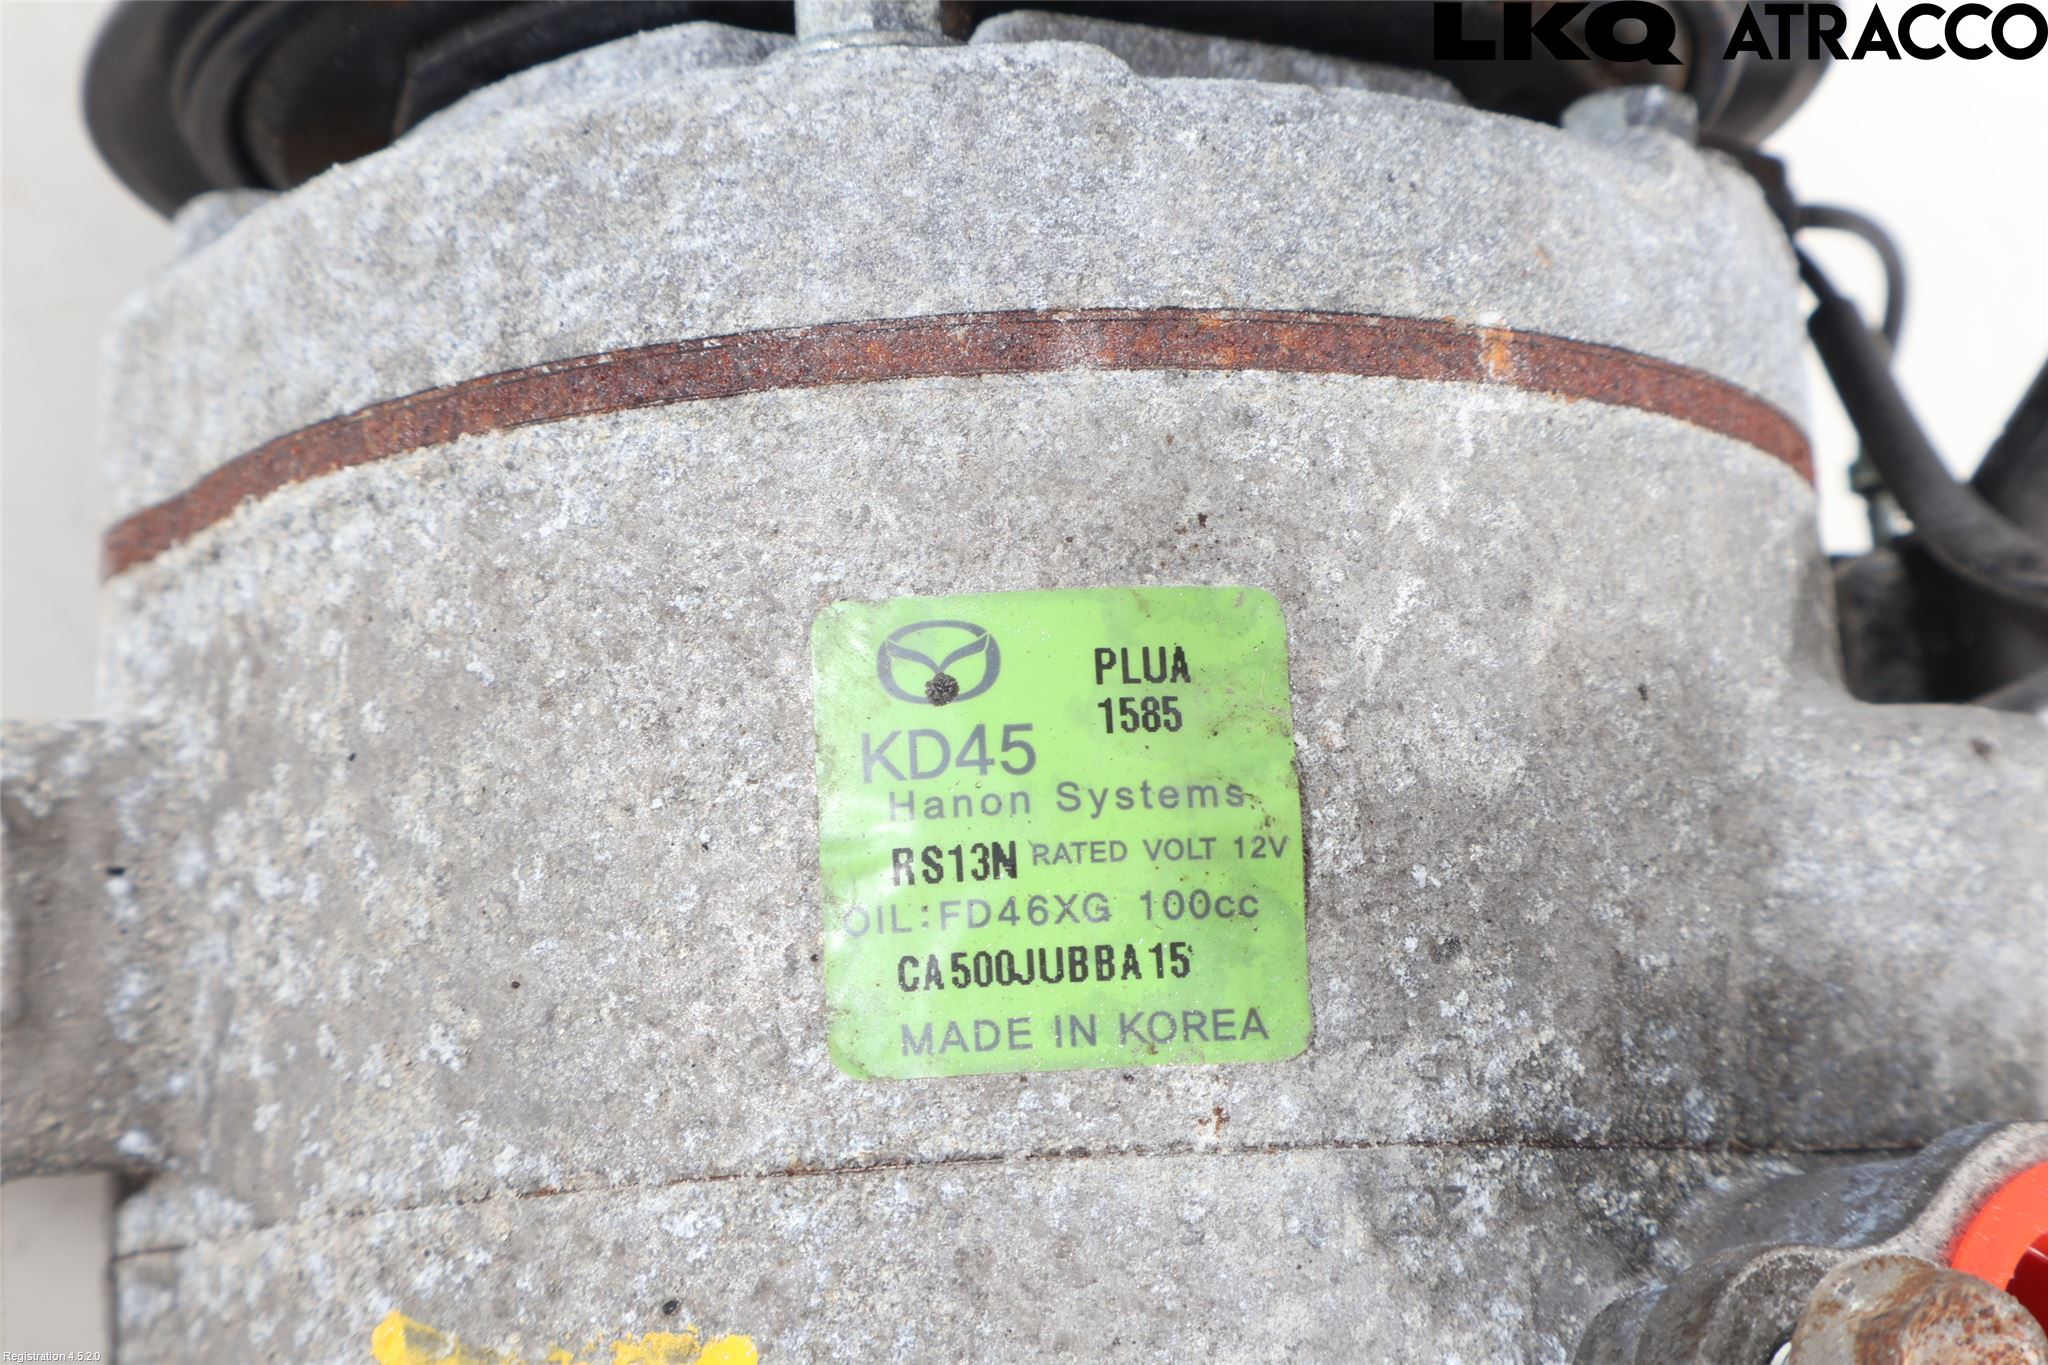 LKQ ATRACCO
PLUA
1585
KD45
Hanon Systems
RS13N RATED VOLT 12V
OIL:FD46XG 100cc
CA500JUBBA15
MADE IN KOREA
Registration 4.5.2.0